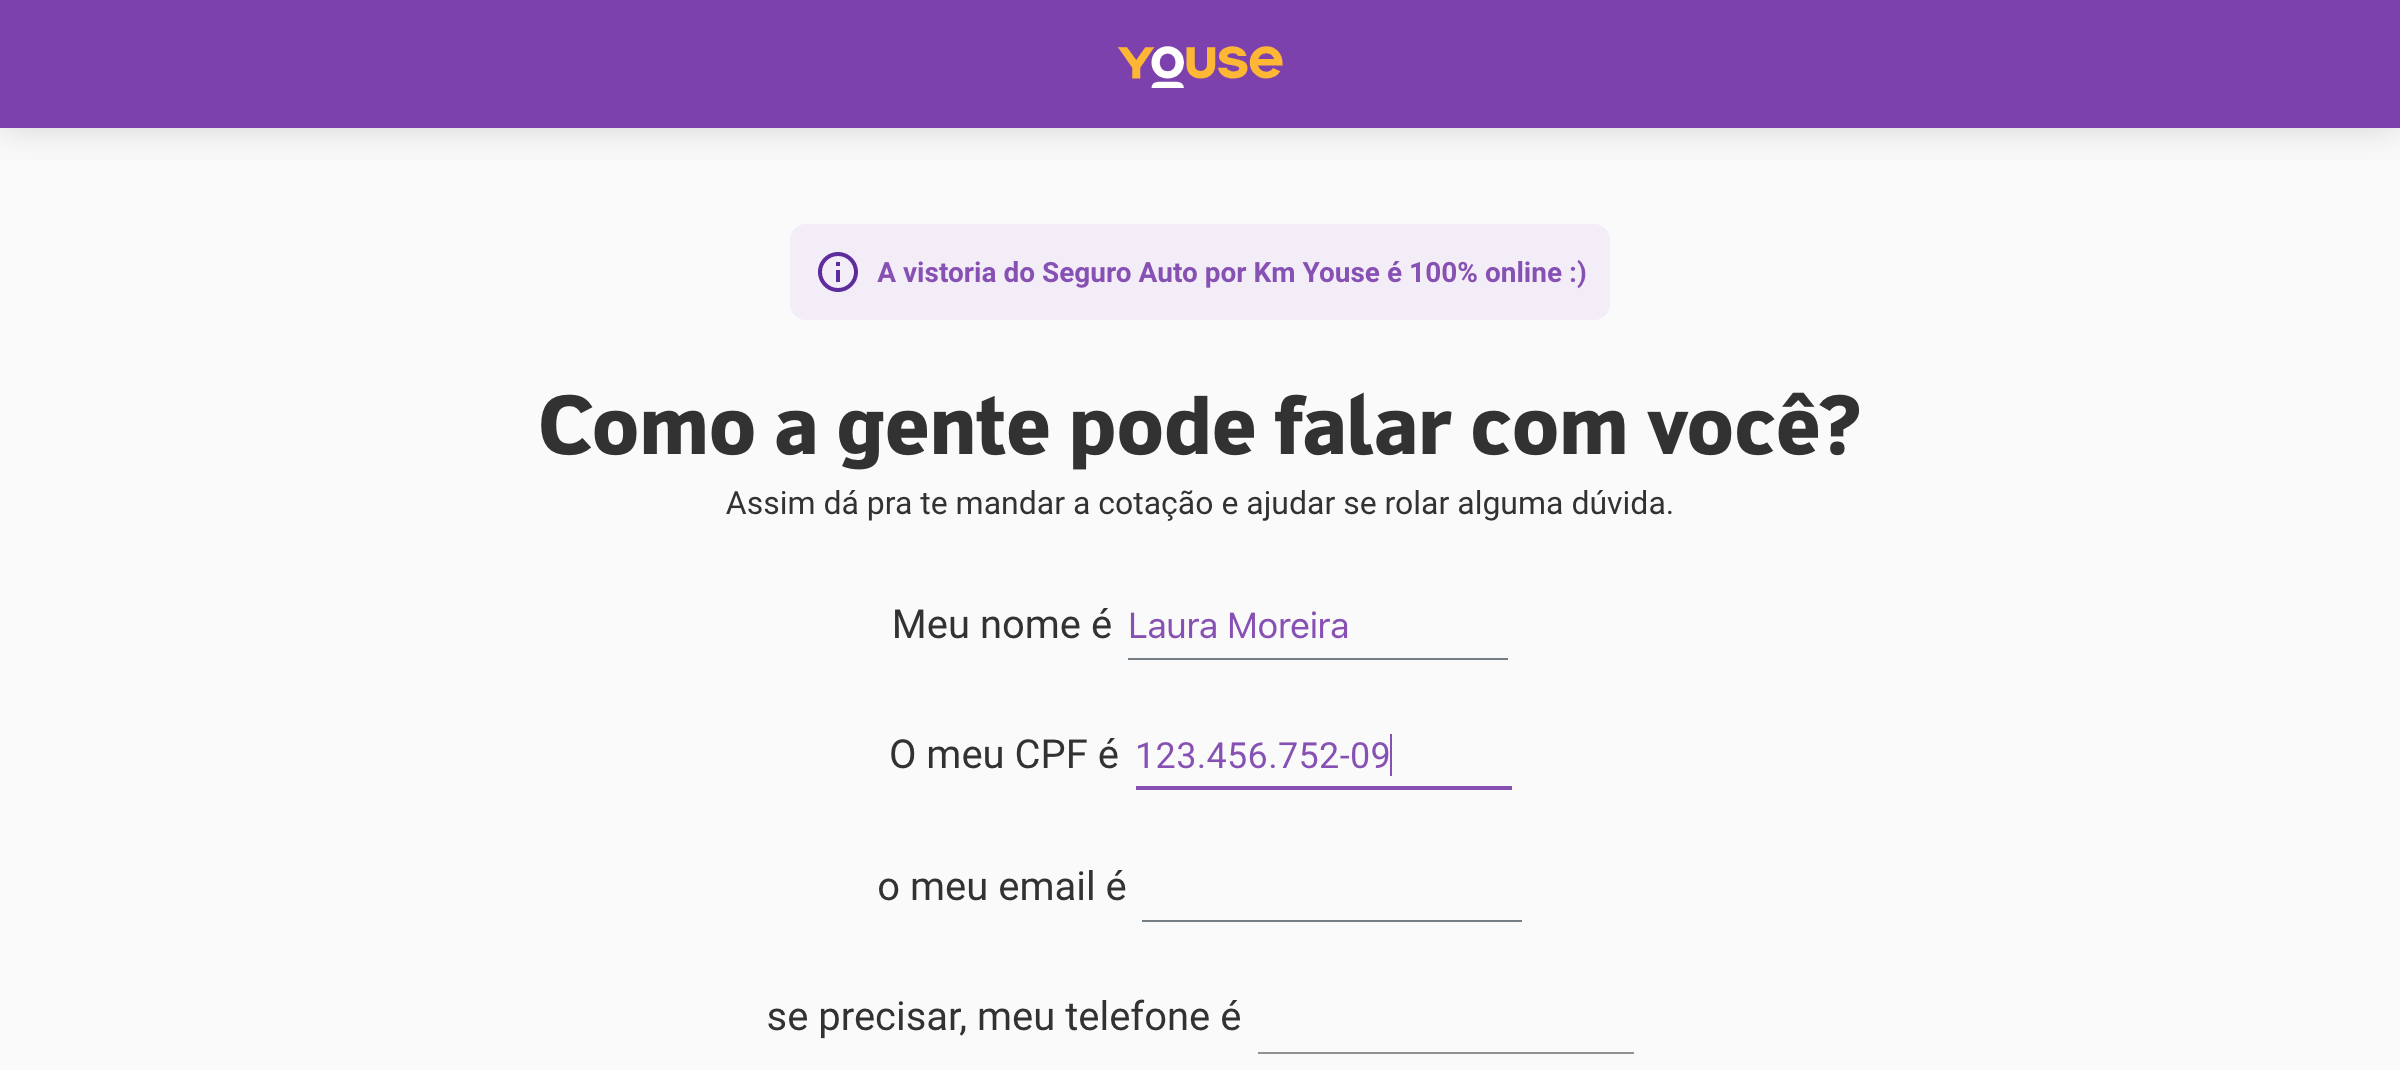 Youse
A vistoria do Seguro Auto por Km Youse é 100% online :)
Como a gente pode falar com você?
Assim dá pra te mandar a cotação e ajudar se rolar alguma dúvida.
Meu nome é Laura Moreira
O meu CPF é 123.456.752-09
o meu email é
se precisar, meu telefone é